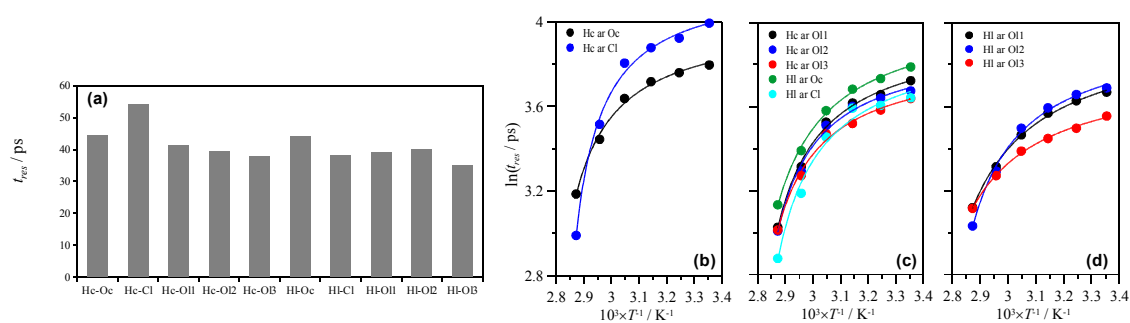 (a)
t_res / ps
60
50
40
30
20
10
0
Hc-Oc Hc-Cl Hc-Ol1 Hc-Ol2 Hc-Ol3 Hl-Oc Hl-Cl Hl-Ol1 Hl-Ol2 Hl-Ol3
ln(t_res / ps)
4
3.6
3.2
2.8
Hc ar Oc
Hc ar Cl
(b)
2.8 2.9 3 3.1 3.2 3.3 3.4
10³×T⁻¹ / K⁻¹
Hc ar Ol1
Hc ar Ol2
Hc ar Ol3
Hl ar Oc
Hl ar Cl
(c)
2.8 2.9 3 3.1 3.2 3.3 3.4
10³×T⁻¹ / K⁻¹
Hl ar Ol1
Hl ar Ol2
Hl ar Ol3
(d)
2.8 2.9 3 3.1 3.2 3.3 3.4
10³×T⁻¹ / K⁻¹